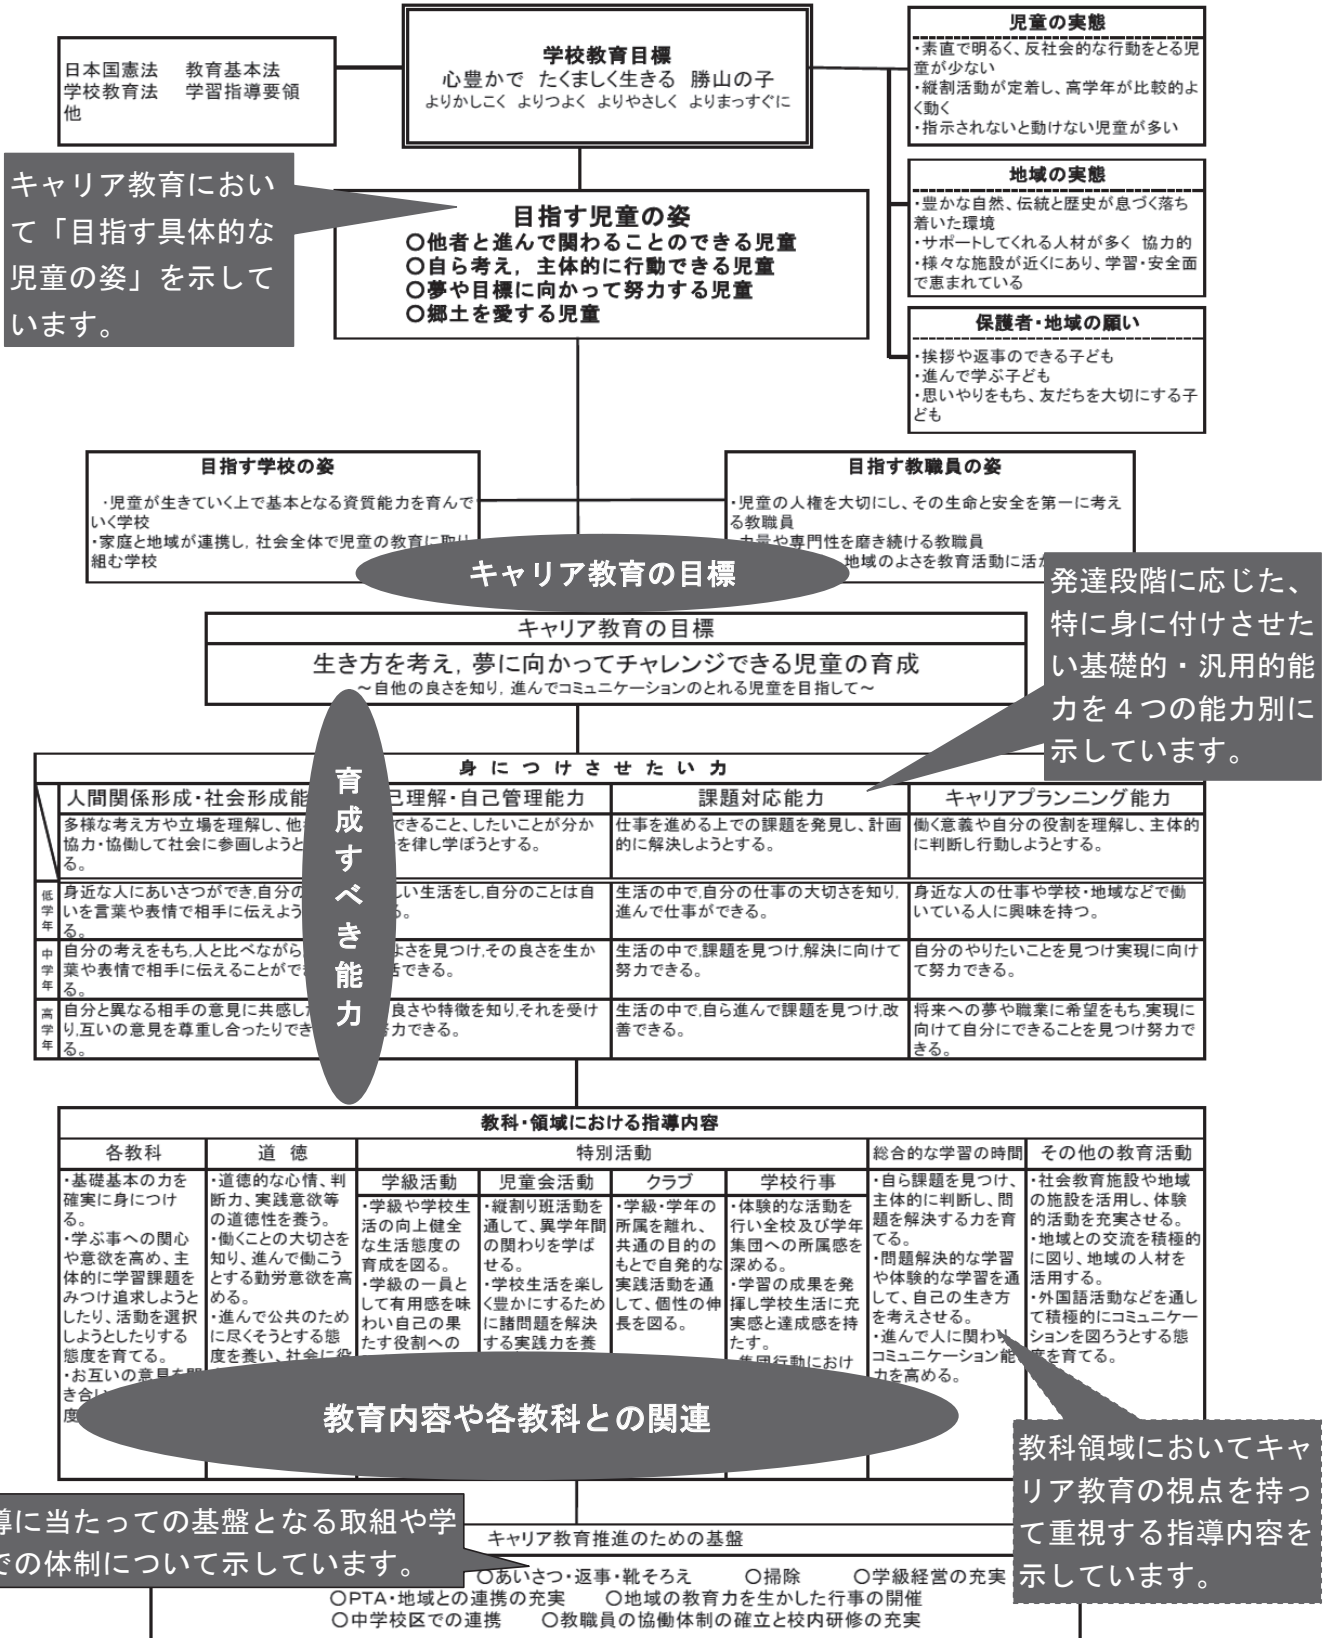 日本国憲法　教育基本法
学校教育法　学習指導要領
他
学校教育目標
心豊かで　たくましく生きる　勝山の子
よりかしこく　よりつよく　よりやさしく　よりまっすぐに
児童の実態
・素直で明るく、反社会的な行動をとる児
童が少ない
・縦割活動が定着し、高学年が比較的よ
く動く
・指示されないと動けない児童が多い
キャリア教育におい
て「目指す具体的な
児童の姿」を示して
います。
目指す児童の姿
○他者と進んで関わることのできる児童
○自ら考え，主体的に行動できる児童
○夢や目標に向かって努力する児童
○郷土を愛する児童
地域の実態
・豊かな自然、伝統と歴史が息づく落ち
着いた環境
・サポートしてくれる人材が多く　協力的
・様々な施設が近くにあり、学習・安全面
で恵まれている
保護者・地域の願い
・挨拶や返事のできる子ども
・進んで学ぶ子ども
・思いやりをもち、友だちを大切にする子
ども
目指す学校の姿
・児童が生きていく上で基本となる資質能力を育んで
いく学校
・家庭と地域が連携し，社会全体で児童の教育に取り
組む学校
目指す教職員の姿
・児童の人権を大切にし、その生命と安全を第一に考え
る教職員
力量や専門性を磨き続ける教職員
地域のよさを教育活動に活か
キャリア教育の目標
発達段階に応じた、
特に身に付けさせた
い基礎的・汎用的能
力を４つの能力別に
示しています。
キャリア教育の目標
生き方を考え，夢に向かってチャレンジできる児童の育成
～自他の良さを知り，進んでコミュニケーションのとれる児童を目指して～
育成すべき能力
身につけさせたい力
人間関係形成・社会形成能
己理解・自己管理能力
課題対応能力
キャリアプランニング能力
多様な考え方や立場を理解し、他
協力・協働して社会に参画しようと
る。
できること、したいことが分か
を律し学ぼうとする。
仕事を進める上での課題を発見し、計画
的に解決しようとする。
働く意義や自分の役割を理解し、主体的
に判断し行動しようとする。
低学年
身近な人にあいさつができ,自分の
いを言葉や表情で相手に伝えよう
る。
しい生活をし,自分のことは自
る。
生活の中で,自分の仕事の大切さを知り,
進んで仕事ができる。
身近な人の仕事や学校・地域などで働
いている人に興味を持つ。
中学年
自分の考えをもち,人と比べながら
葉や表情で相手に伝えることがで
る。
よさを見つけ,その良さを生か
活できる。
生活の中で,課題を見つけ,解決に向けて
努力できる。
自分のやりたいことを見つけ実現に向け
て努力できる。
高学年
自分と異なる相手の意見に共感し
り,互いの意見を尊重し合ったりでき
る。
良さや特徴を知り,それを受け
努力できる。
生活の中で,自ら進んで課題を見つけ,改
善できる。
将来への夢や職業に希望をもち,実現に
向けて自分にできることを見つけ努力で
きる。
教科・領域における指導内容
各教科
・基礎基本の力を
確実に身につけ
る。
・学ぶ事への関心
や意欲を高め、主
体的に学習課題を
みつけ追求しようと
したり、活動を選択
しようとしたりする
態度を育てる。
・お互いの意見を聞
き合い
度
道徳
・道徳的な心情、判
断力、実践意欲等
の道徳性を養う。
・働くことの大切さを
知り、進んで働こう
とする勤労意欲を高
める。
・進んで公共のため
に尽くそうとする態
度を養い、社会に役
特別活動
学級活動
・学級や学校生
活の向上健全
な生活態度の
育成を図る。
・学級の一員と
して有用感を味
わい自己の果
たす役割への
児童会活動
・縦割り班活動を
通して、異学年間
の関わりを学ば
せる。
・学校生活を楽し
く豊かにするため
に諸問題を解決
する実践力を養
クラブ
・学級・学年の
所属を離れ、
共通の目的の
もとで自発的な
実践活動を通
して、個性の伸
長を図る。
学校行事
・体験的な活動を
行い全校及び学年
集団への所属感を
深める。
・学習の成果を発
揮し学校生活に充
実感と達成感を持
たす。
・集団行動におけ
総合的な学習の時間
・自ら課題を見つけ、
主体的に判断し、問
題を解決する力を育
てる。
・問題解決的な学習
や体験的な学習を通
して、自己の生き方
を考えさせる。
・進んで人に関わり
コミュニケーション能
力を高める。
その他の教育活動
・社会教育施設や地域
の施設を活用し、体験
的活動を充実させる。
・地域との交流を積極的
に図り、地域の人材を
活用する。
・外国語活動などを通し
て積極的にコミュニケー
ションを図ろうとする態
度を育てる。
教育内容や各教科との関連
教科領域においてキャ
リア教育の視点を持っ
て重視する指導内容を
示しています。
導に当たっての基盤となる取組や学
での体制について示しています。
キャリア教育推進のための基盤
○あいさつ・返事・靴そろえ　○掃除　○学級経営の充実
○PTA・地域との連携の充実　○地域の教育力を生かした行事の開催
○中学校区での連携　○教職員の協働体制の確立と校内研修の充実